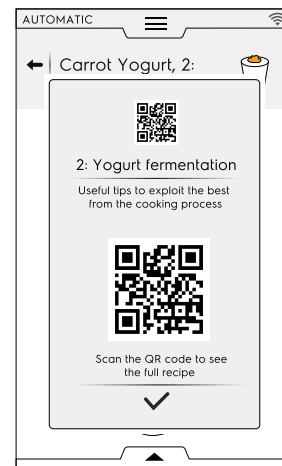 AUTOMATIC
Carrot Yogurt, 2:
2: Yogurt fermentation
Useful tips to exploit the best
from the cooking process
Scan the QR code to see
the full recipe